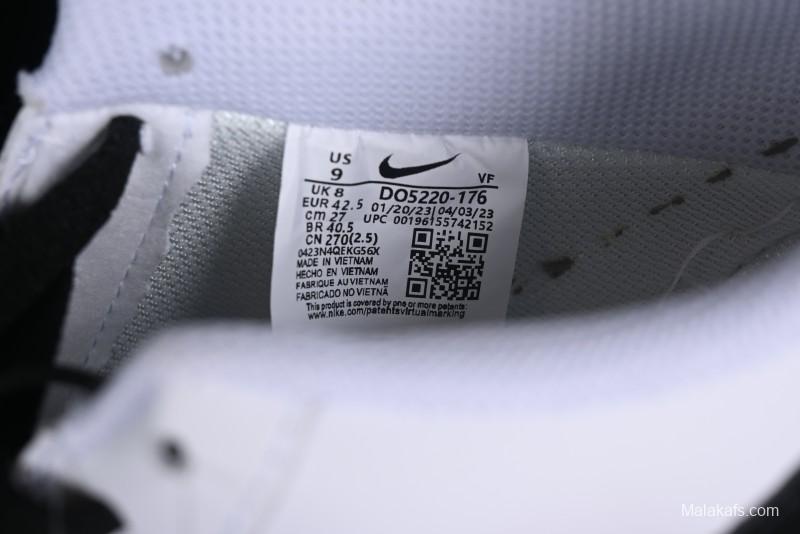 US
9
VF
UK 8 DO5220-176
EUR 42.5 01/20/23|04/03/23
cm 27 UPC 00196155742152
BR 40.5
CN 270(2.5)
0423N4QEKG56X
MADE IN VIETNAM
HECHO EN VIETNAM
FABRIQUE AU VIETNAM
FABRICADO NO VIETNÃ
This product is covered by one or more patents:
www.nike.com/patentsvirtualmarking
Malakafs.com